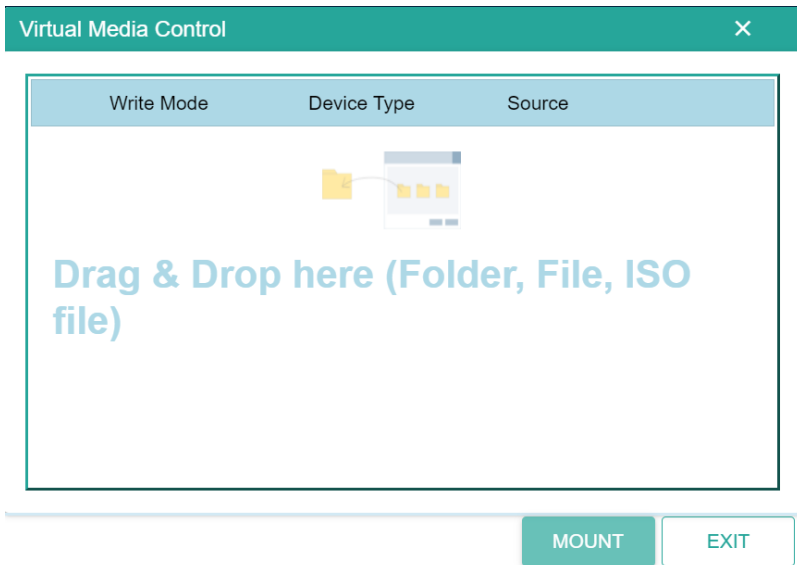 Virtual Media Control ×
Write Mode Device Type Source
Drag & Drop here (Folder, File, ISO
file)
MOUNT EXIT